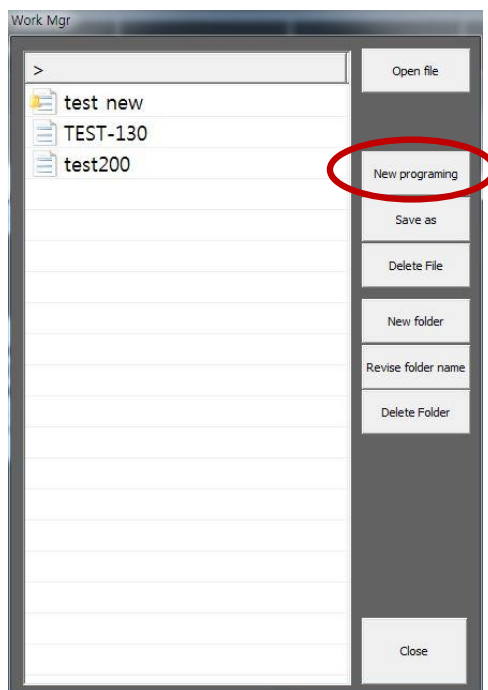 Work Mgr
>
Open file
test new
TEST-130
test200
New programing
Save as
Delete File
New folder
Revise folder name
Delete Folder
Close